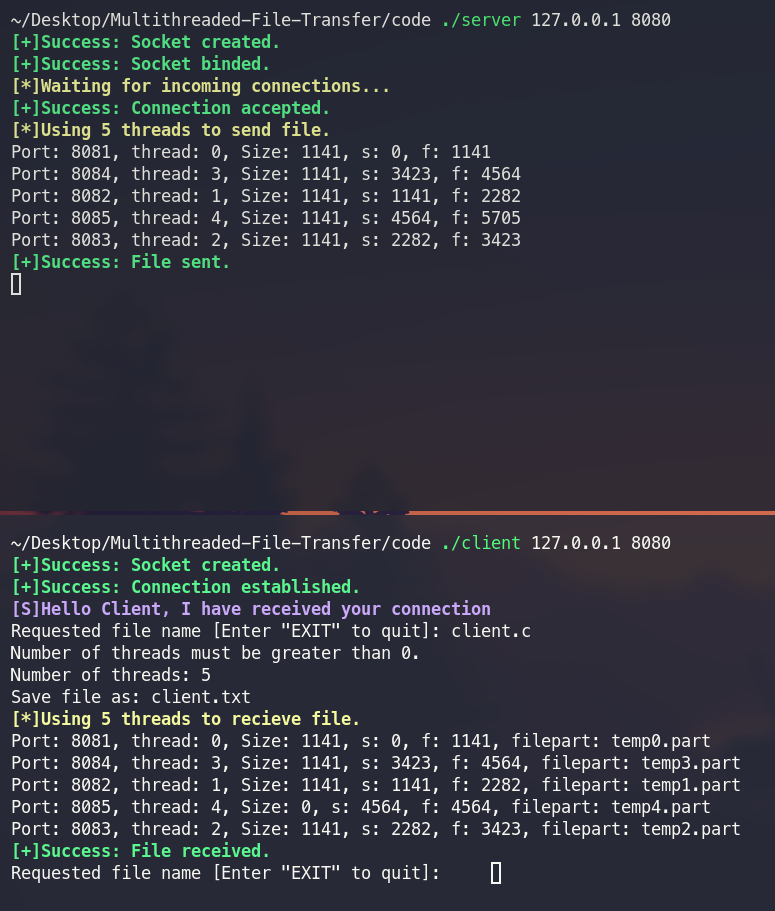 ~/Desktop/Multithreaded-File-Transfer/code ./server 127.0.0.1 8080
[+]Success: Socket created.
[+]Success: Socket binded.
[*]Waiting for incoming connections...
[+]Success: Connection accepted.
[*]Using 5 threads to send file.
Port: 8081, thread: 0, Size: 1141, s: 0, f: 1141
Port: 8084, thread: 3, Size: 1141, s: 3423, f: 4564
Port: 8082, thread: 1, Size: 1141, s: 1141, f: 2282
Port: 8085, thread: 4, Size: 1141, s: 4564, f: 5705
Port: 8083, thread: 2, Size: 1141, s: 2282, f: 3423
[+]Success: File sent.
~/Desktop/Multithreaded-File-Transfer/code ./client 127.0.0.1 8080
[+]Success: Socket created.
[+]Success: Connection established.
[S]Hello Client, I have received your connection
Requested file name [Enter "EXIT" to quit]: client.c
Number of threads must be greater than 0.
Number of threads: 5
Save file as: client.txt
[*]Using 5 threads to recieve file.
Port: 8081, thread: 0, Size: 1141, s: 0, f: 1141, filepart: temp0.part
Port: 8084, thread: 3, Size: 1141, s: 3423, f: 4564, filepart: temp3.part
Port: 8082, thread: 1, Size: 1141, s: 1141, f: 2282, filepart: temp1.part
Port: 8085, thread: 4, Size: 0, s: 4564, f: 4564, filepart: temp4.part
Port: 8083, thread: 2, Size: 1141, s: 2282, f: 3423, filepart: temp2.part
[+]Success: File received.
Requested file name [Enter "EXIT" to quit]: